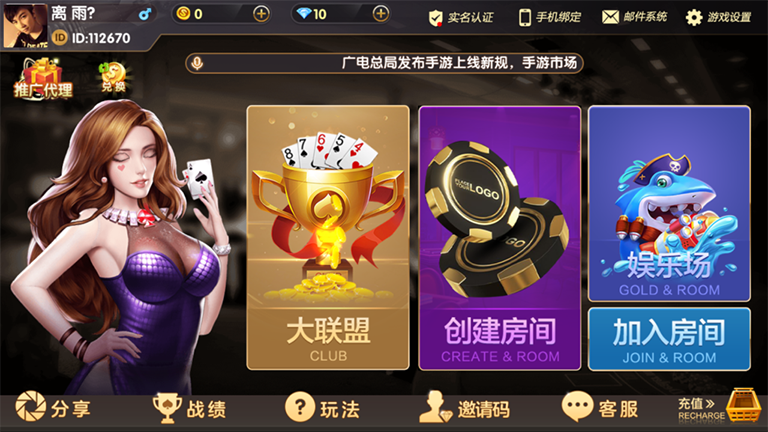 离 雨?
0
10
实名认证
手机绑定
邮件系统
游戏设置
ID
ID:112670
广电总局发布手游上线新规，手游市场
推广代理
兑换
8
7
6
5
4
LOGO
GO
大联盟
CLUB
创建房间
CREATE & ROOM
娱乐场
GOLD & ROOM
加入房间
JOIN & ROOM
分享
战绩
玩法
邀请码
客服
充值
RECHARGE